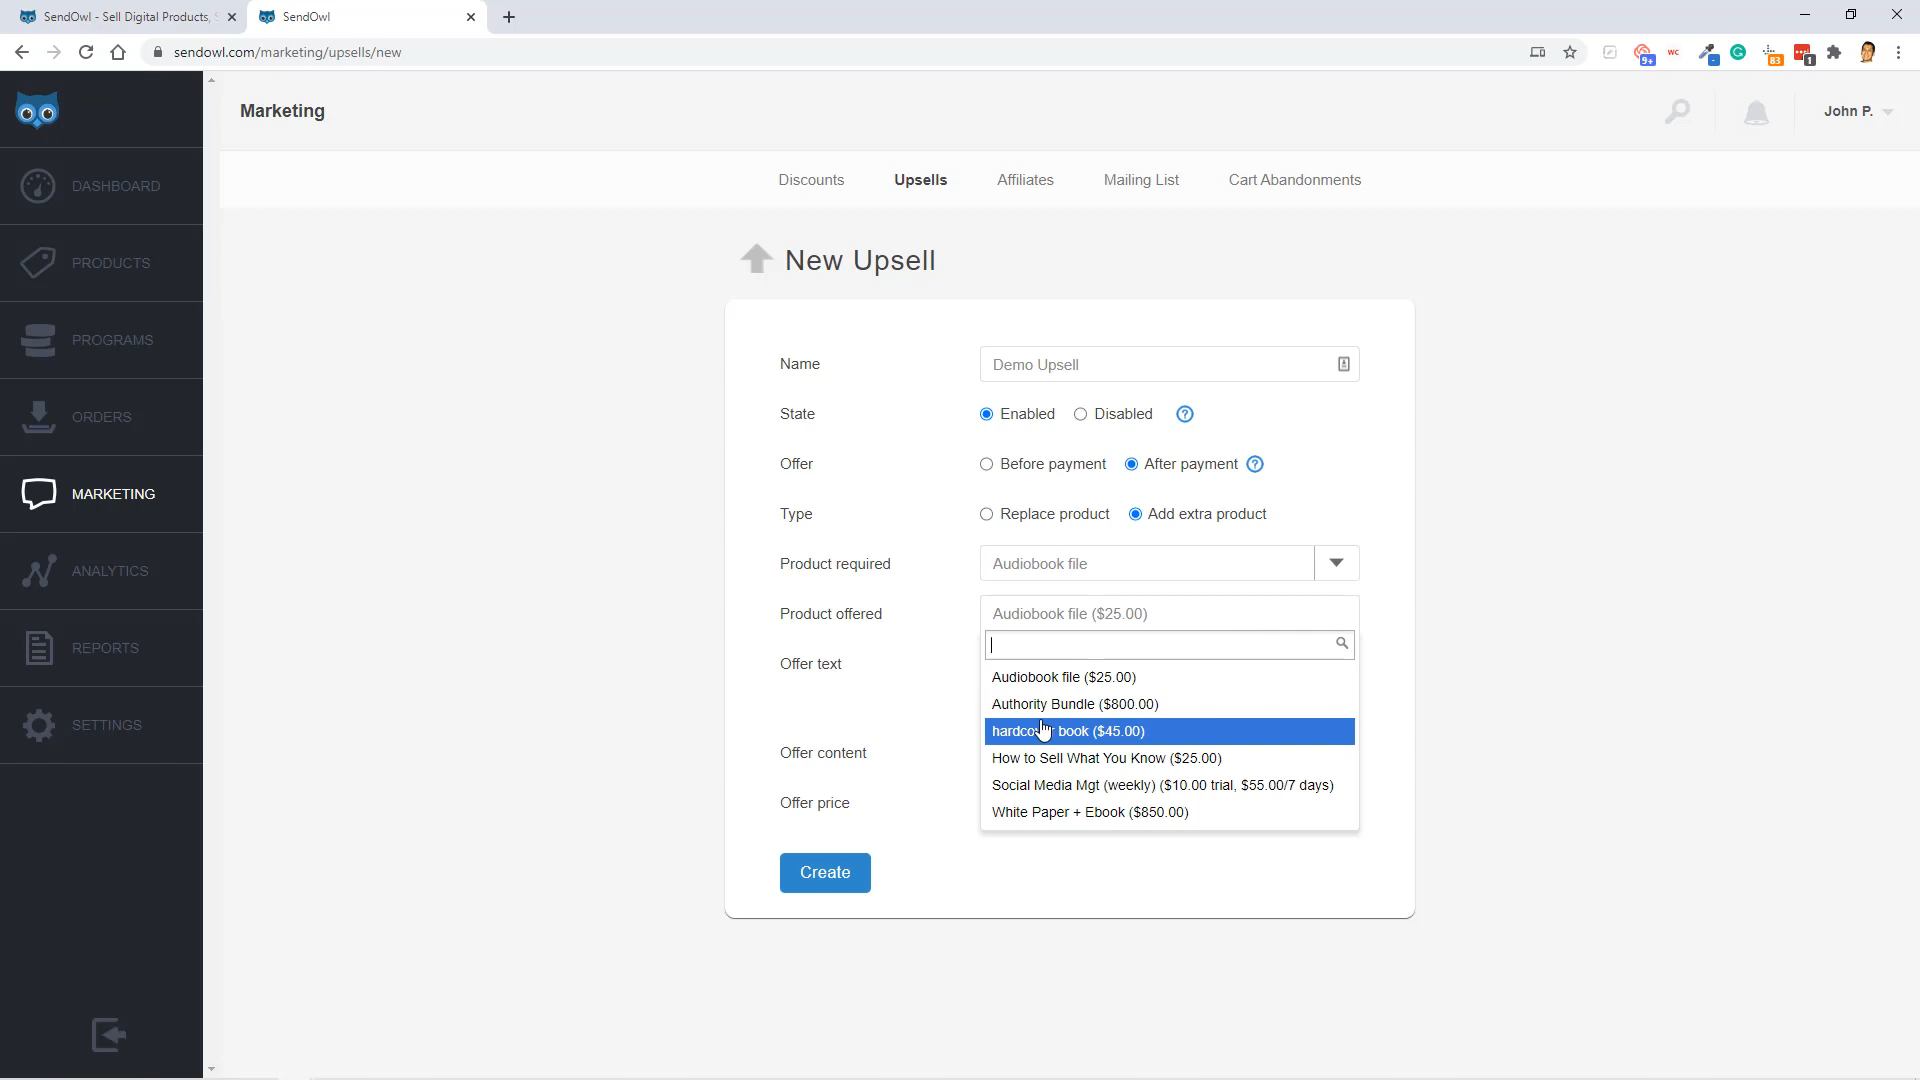 SendOwl - Sell Digital Products, S
SendOwl
sendowl.com/marketing/upsells/new
9+
WC
-
G
83
1
Marketing
John P.
DASHBOARD
PRODUCTS
PROGRAMS
ORDERS
MARKETING
ANALYTICS
REPORTS
SETTINGS
Discounts Upsells Affiliates Mailing List Cart Abandonments
New Upsell
Name Demo Upsell
State Enabled Disabled ?
Offer Before payment After payment ?
Type Replace product Add extra product
Product required Audiobook file
Product offered Audiobook file ($25.00)
Offer text
Audiobook file ($25.00)
Authority Bundle ($800.00)
hardcover book ($45.00)
Offer content
How to Sell What You Know ($25.00)
Social Media Mgt (weekly) ($10.00 trial, $55.00/7 days)
Offer price
White Paper + Ebook ($850.00)
Create